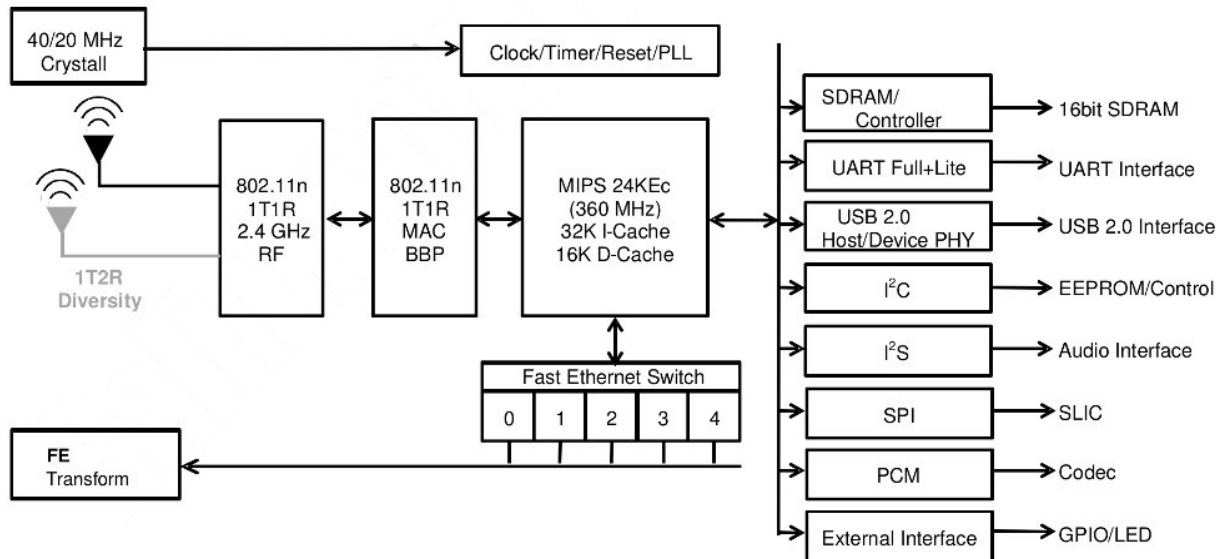 40/20 MHz
Crystall
Clock/Timer/Reset/PLL
SDRAM/
Controller
16bit SDRAM
UART Full+Lite
UART Interface
USB 2.0
Host/Device PHY
USB 2.0 Interface
I²C
EEPROM/Control
I²S
Audio Interface
SPI
SLIC
PCM
Codec
External Interface
GPIO/LED
802.11n
1T1R
2.4 GHz
RF
802.11n
1T1R
MAC
BBP
MIPS 24KEc
(360 MHz)
32K I-Cache
16K D-Cache
1T2R
Diversity
Fast Ethernet Switch
0 1 2 3 4
FE
Transform